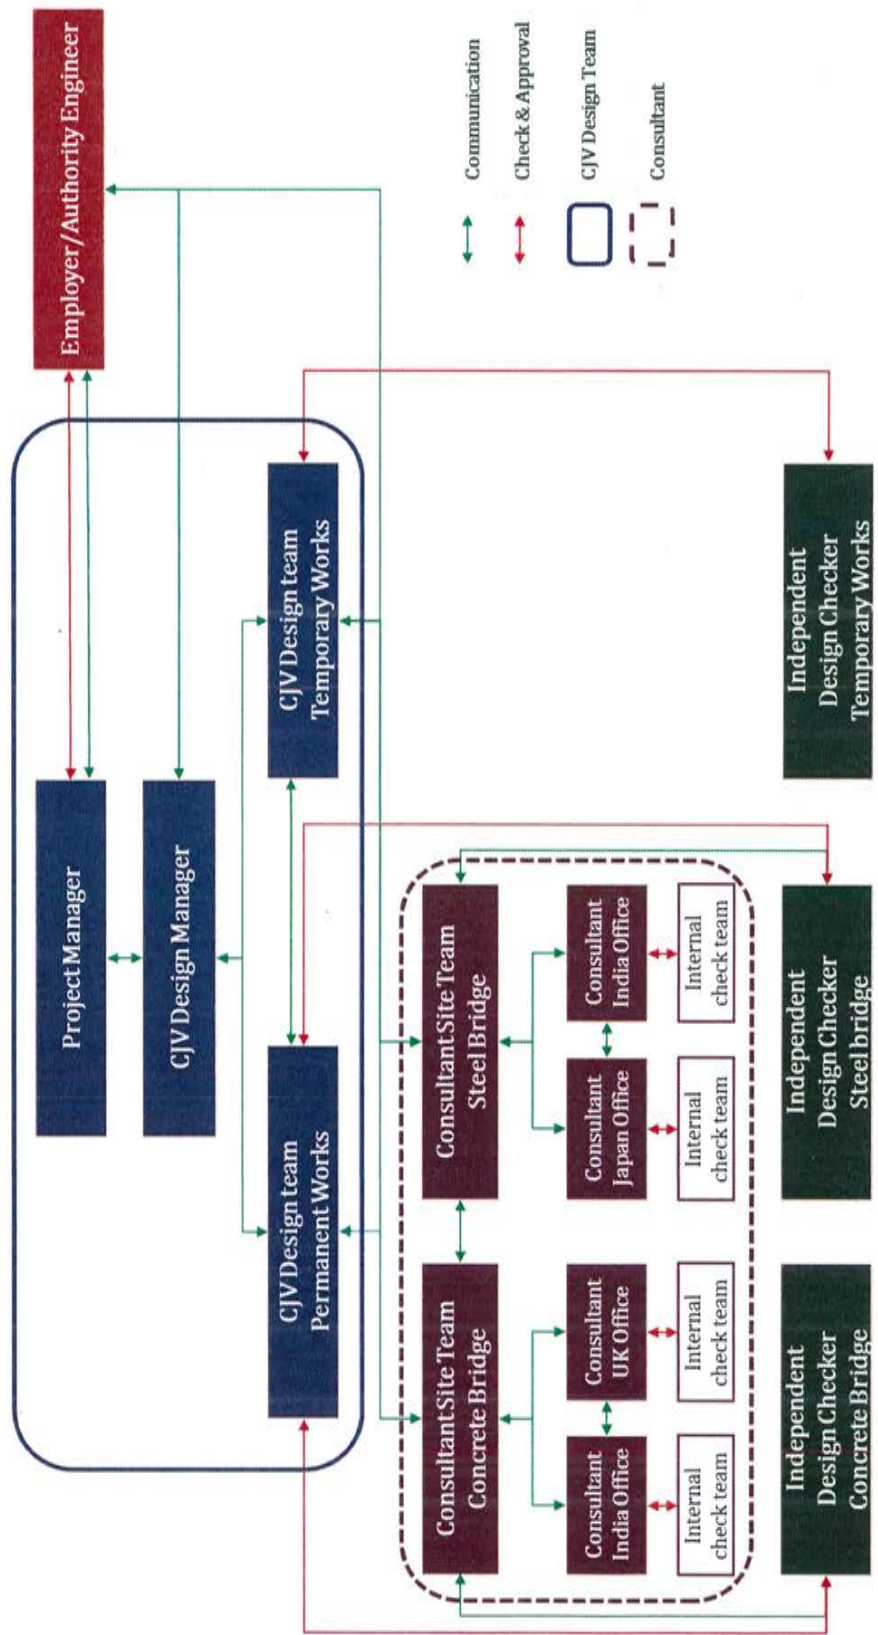 Employer/Authority Engineer
Project Manager
CJV Design Manager
CJV Design team
Permanent Works
CJV Design team
Temporary Works
Consultant Site Team
Concrete Bridge
Consultant Site Team
Steel Bridge
Consultant
India Office
Consultant
UK Office
Consultant
Japan Office
Consultant
India Office
Internal
check team
Internal
check team
Internal
check team
Internal
check team
Independent
Design Checker
Concrete Bridge
Independent
Design Checker
Steel bridge
Independent
Design Checker
Temporary Works
Communication
Check & Approval
CJV Design Team
Consultant